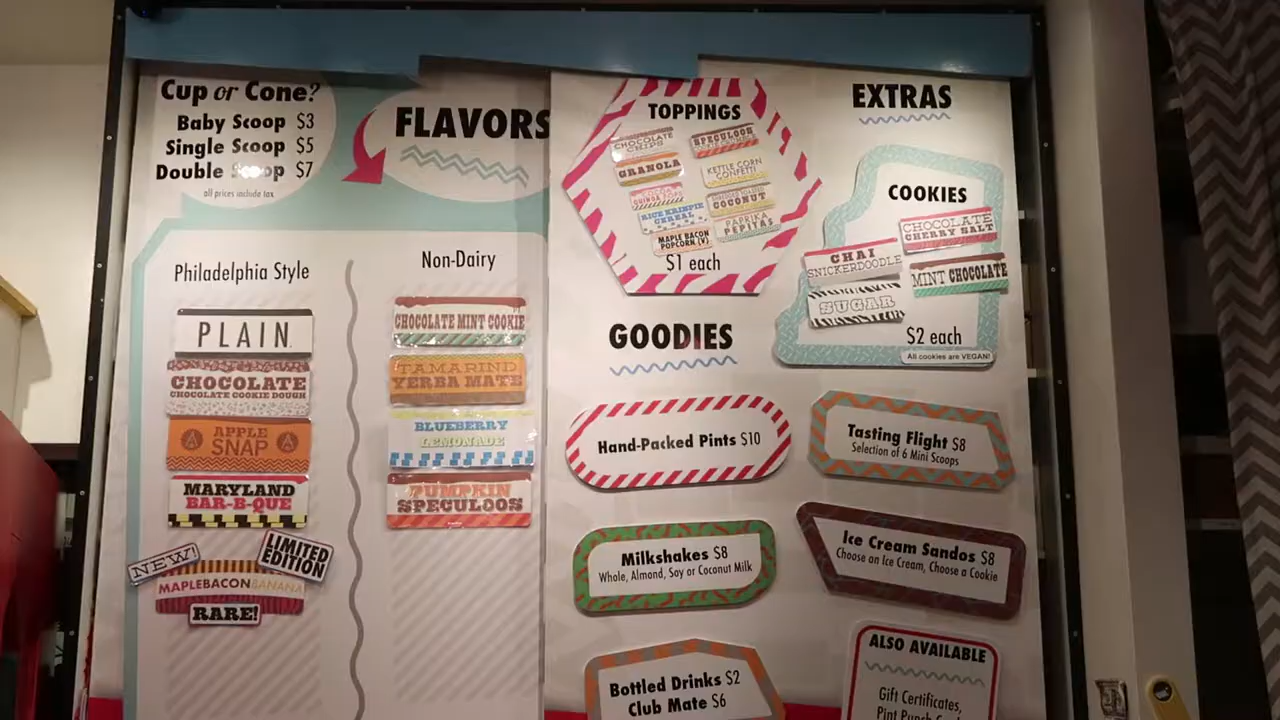 Cup or Cone?
Baby Scoop $3
Single Scoop $5
Double Scoop $7
all prices include tax
FLAVORS
Philadelphia Style
PLAIN
CHOCOLATE
CHOCOLATE COOKIE DOUGH
APPLE
SNAP
MARYLAND
BAR-B-QUE
NEW!
LIMITED
EDITION
MAPLEBACONBANANA
RARE!
Non-Dairy
CHOCOLATE MINT COOKIE
TAMARIND
YERBA MATE
BLUEBERRY
LEMONADE
PUMPKIN
SPECULOOS
TOPPINGS
CHOCOLATE
CHIPS
SPECULOOS
GRANOLA
KETTLE CORN
CONFETTI
COCOA
QUINOA POPS
COCONUT
RICE KRISPIE
CEREAL
PAPRIKA
PEPITAS
MAPLE BACON
POPCORN (V)
$1 each
EXTRAS
COOKIES
CHOCOLATE
CHERRY SALT
CHAI
SNICKERDOODLE
MINT CHOCOLATE
SUGAR
$2 each
All cookies are VEGAN!
GOODIES
Hand-Packed Pints $10
Tasting Flight $8
Selection of 6 Mini Scoops
Milkshakes $8
Whole, Almond, Soy or Coconut Milk
Ice Cream Sandos $8
Choose an Ice Cream, Choose a Cookie
Bottled Drinks $2
Club Mate $6
ALSO AVAILABLE
Gift Certificates,
Pint Punch